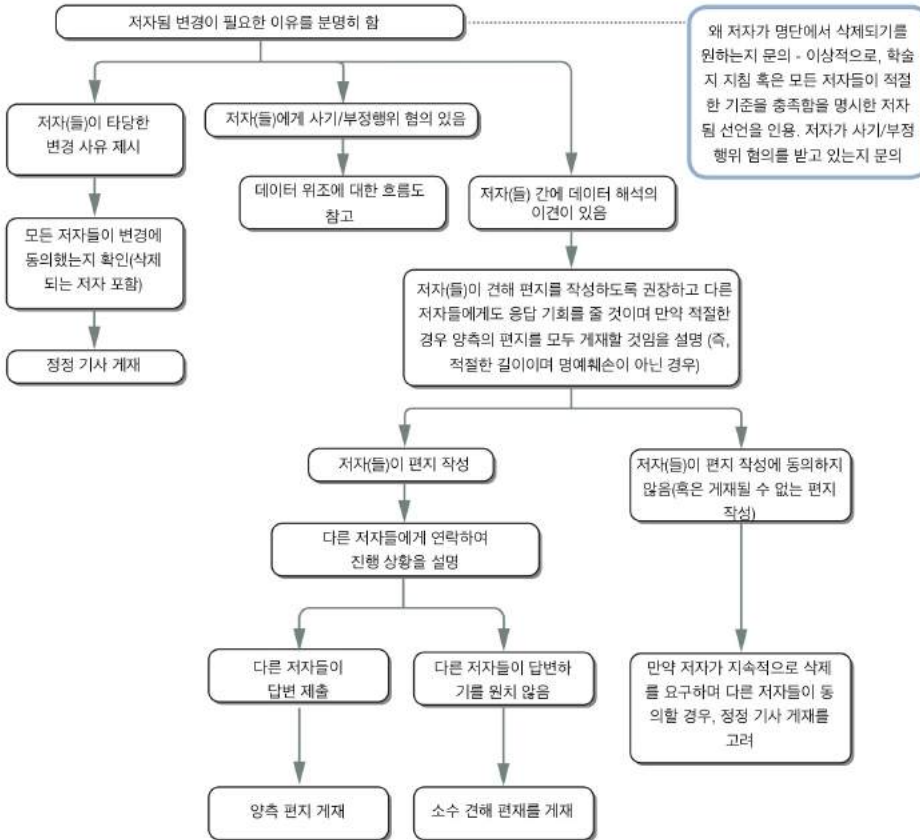 저자됨 변경이 필요한 이유를 분명히 함
왜 저자가 명단에서 삭제되기를
원하는지 문의 - 이상적으로, 학술
지 지침 혹은 모든 저자들이 적절
한 기준을 충족함을 명시한 저자
됨 선언을 인용. 저자가 사기/부정
행위 혐의를 받고 있는지 문의
저자(들)이 타당한
변경 사유 제시
저자(들)에게 사기/부정행위 혐의 있음
데이터 위조에 대한 흐름도
참고
저자(들) 간에 데이터 해석의
이견이 있음
모든 저자들이 변경에
동의했는지 확인(삭제
되는 저자 포함)
정정 기사 게재
저자(들)이 견해 편지를 작성하도록 권장하고 다른
저자들에게도 응답 기회를 줄 것이며 만약 적절한
경우 양측의 편지를 모두 게재할 것임을 설명 (즉,
적절한 길이이며 명예훼손이 아닌 경우)
저자(들)이 편지 작성
저자(들)이 편지 작성에 동의하지
않음(혹은 게재될 수 없는 편지
작성)
다른 저자들에게 연락하여
진행 상황을 설명
다른 저자들이
답변 제출
다른 저자들이 답변하
기를 원치 않음
만약 저자가 지속적으로 삭제
를 요구하며 다른 저자들이 동
의할 경우, 정정 기사 게재를
고려
양측 편지 게재
소수 견해 편재를 게재